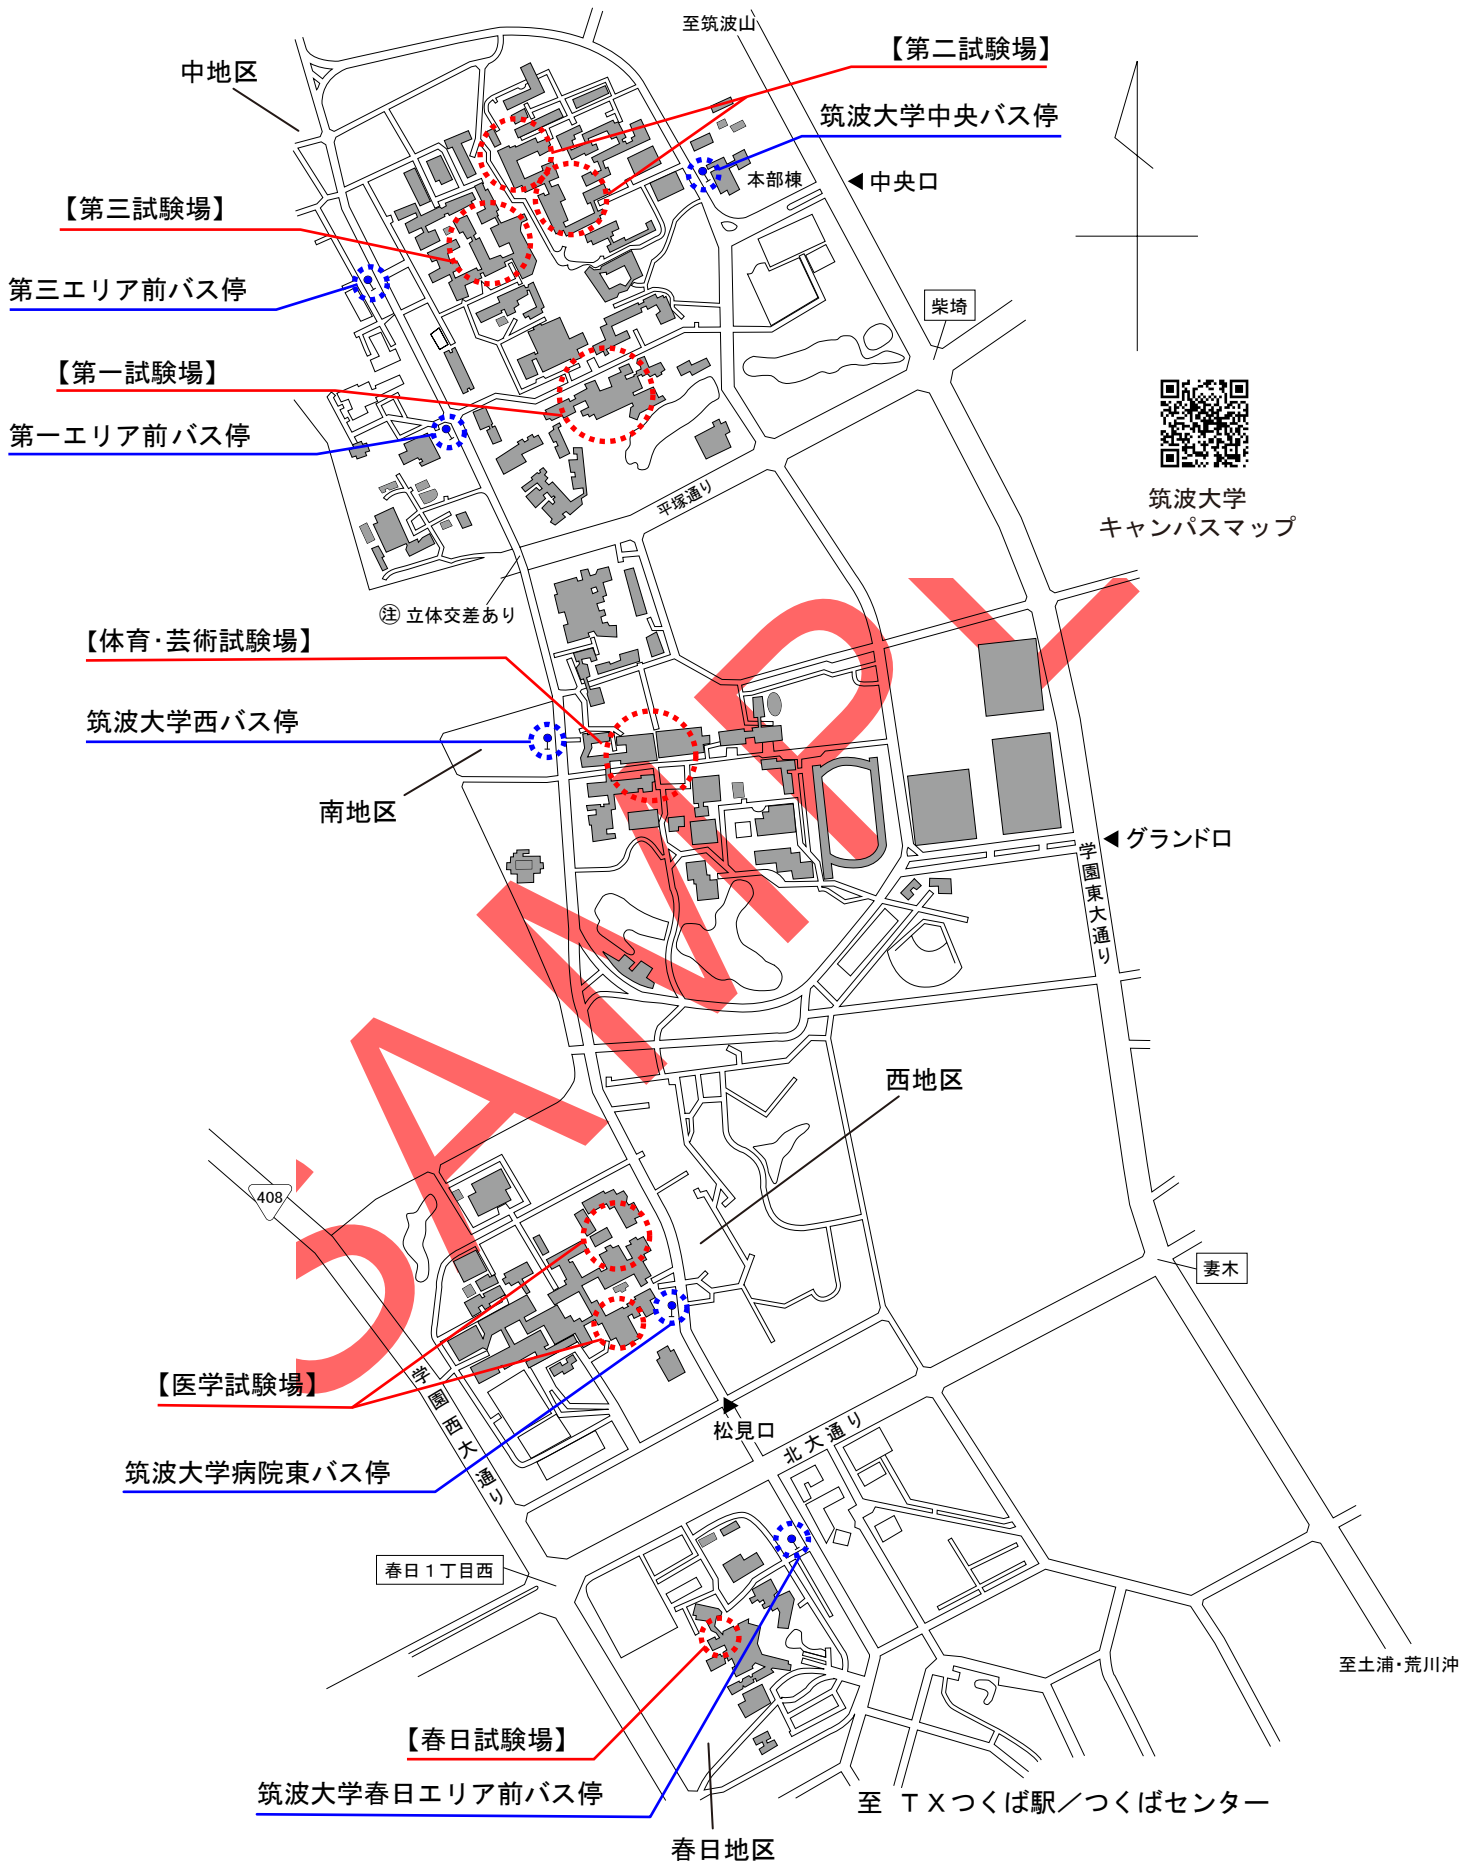 至筑波山
【第二試験場】
中地区
筑波大学中央バス停
本部棟
◀中央口
【第三試験場】
第三エリア前バス停
柴埼
【第一試験場】
第一エリア前バス停
筑波大学
キャンパスマップ
平塚通り
㊟立体交差あり
【体育・芸術試験場】
筑波大学西バス停
南地区
◀グランド口
学園東大通り
SAMPLE
西地区
408
妻木
【医学試験場】
学園西大通り
松見口
北大通り
筑波大学病院東バス停
春日1丁目西
至土浦・荒川沖
【春日試験場】
筑波大学春日エリア前バス停
至 TXつくば駅/つくばセンター
春日地区